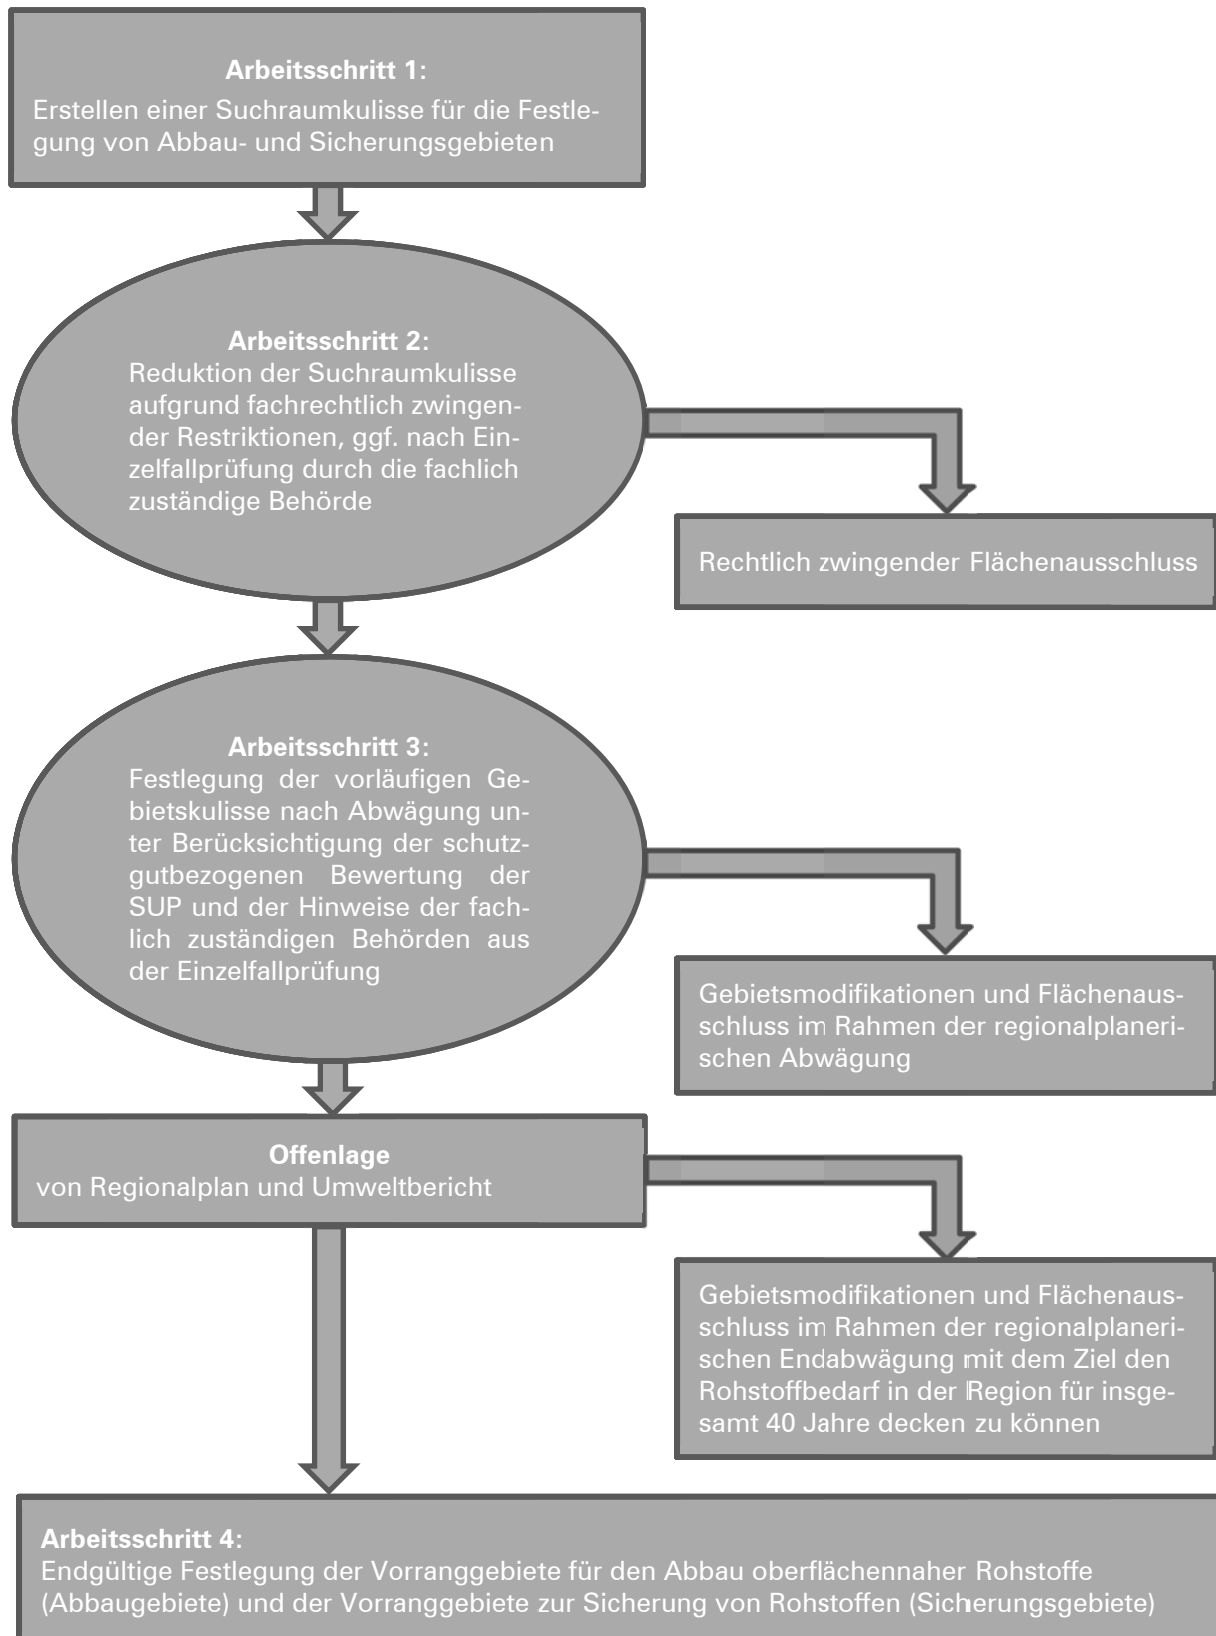 Arbeitsschritt 1:
Erstellen einer Suchraumkulisse für die Festle-
gung von Abbau- und Sicherungsgebieten
Arbeitsschritt 2:
Reduktion der Suchraumkulisse
aufgrund fachrechtlich zwingen-
der Restriktionen, ggf. nach Ein-
zelfallprüfung durch die fachlich
zuständige Behörde
Rechtlich zwingender Flächenausschluss
Arbeitsschritt 3:
Festlegung der vorläufigen Ge-
bietskulisse nach Abwägung un-
ter Berücksichtigung der schutz-
gutbezogenen Bewertung der
SUP und der Hinweise der fach-
lich zuständigen Behörden aus
der Einzelfallprüfung
Gebietsmodifikationen und Flächenaus-
schluss im Rahmen der regionalplaneri-
schen Abwägung
Offenlage
von Regionalplan und Umweltbericht
Gebietsmodifikationen und Flächenaus-
schluss im Rahmen der regionalplaneri-
schen Endabwägung mit dem Ziel den
Rohstoffbedarf in der Region für insge-
samt 40 Jahre decken zu können
Arbeitsschritt 4:
Endgültige Festlegung der Vorranggebiete für den Abbau oberflächennaher Rohstoffe
(Abbaugebiete) und der Vorranggebiete zur Sicherung von Rohstoffen (Sicherungsgebiete)